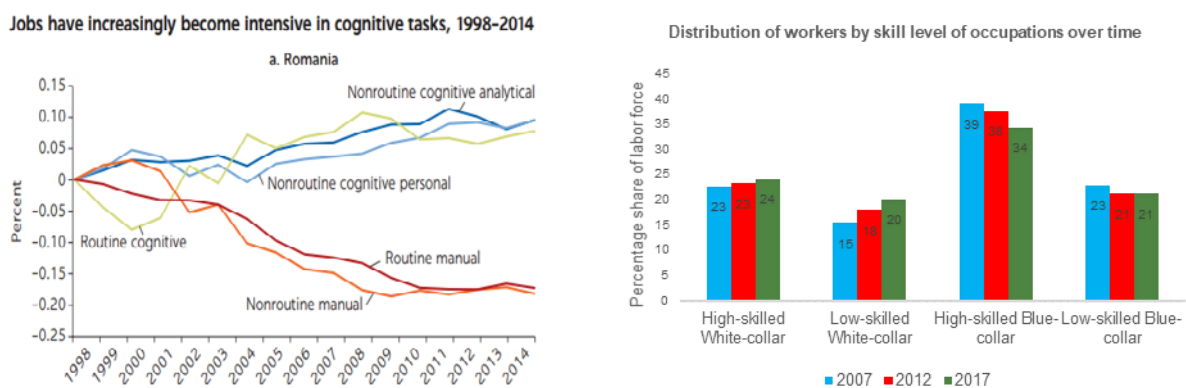 Jobs have increasingly become intensive in cognitive tasks, 1998–2014
a. Romania
Percent
0.15
0.10
0.05
0
−0.05
−0.10
−0.15
−0.20
−0.25
Nonroutine cognitive analytical
Nonroutine cognitive personal
Routine cognitive
Routine manual
Nonroutine manual
1998
1999
2000
2001
2002
2003
2004
2005
2006
2007
2008
2009
2010
2011
2012
2013
2014
Distribution of workers by skill level of occupations over time
Percentage share of labor force
45
40
35
30
25
20
15
10
5
0
23
23
24
15
18
20
39
38
34
23
21
21
High-skilled
White-collar
Low-skilled
White-collar
High-skilled Blue-
collar
Low-skilled Blue-
collar
2007
2012
2017